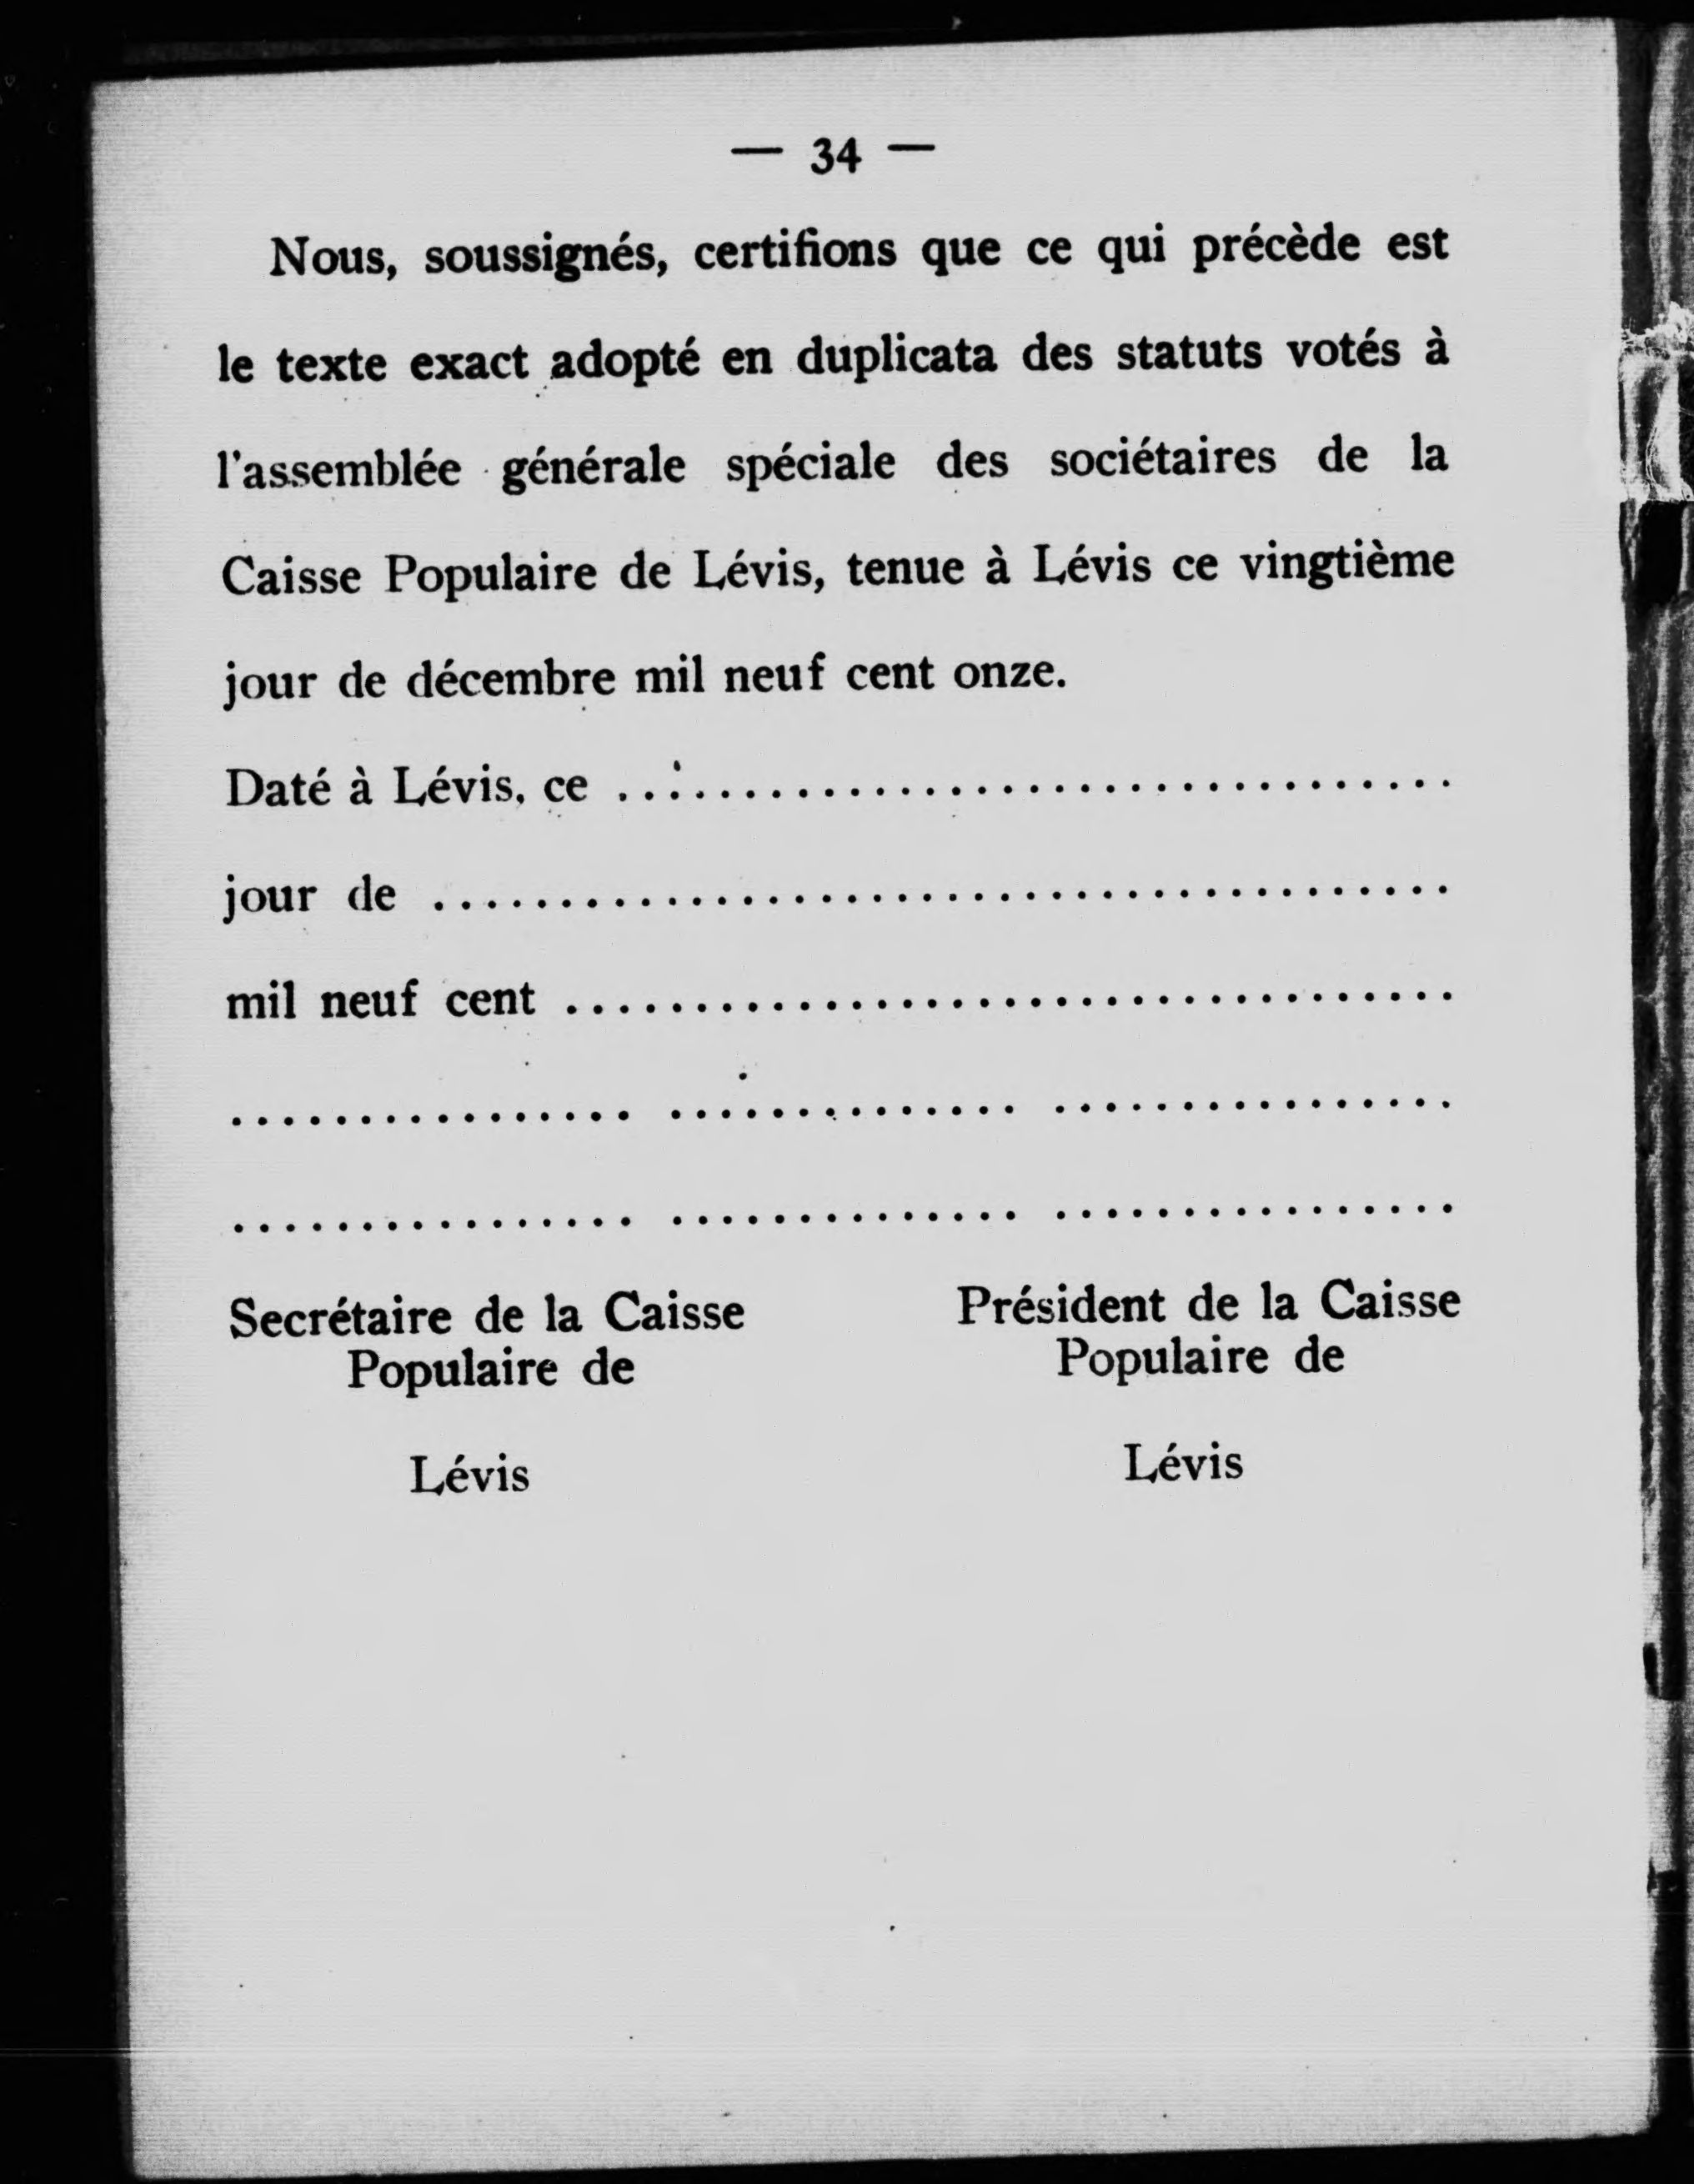 — 34 —
Nous, soussignés, certifions que ce qui précède est
le texte exact adopté en duplicata des statuts votés à
l'assemblée générale spéciale des sociétaires de la
Caisse Populaire de Lévis, tenue à Lévis ce vingtième
jour de décembre mil neuf cent onze.
Daté à Lévis, ce ................................
jour de ........................................
mil neuf cent ..................................
................ .............. ................
................ .............. ................
Secrétaire de la Caisse Président de la Caisse
Populaire de Populaire de
Lévis Lévis